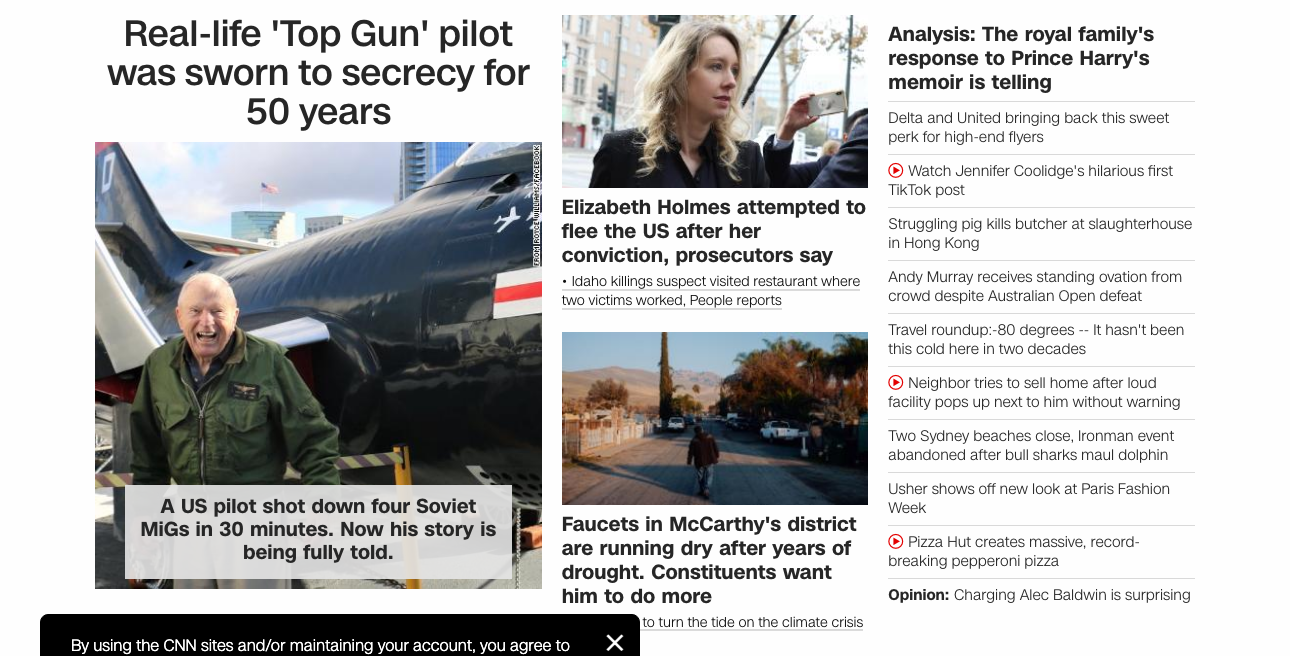 Real-life 'Top Gun' pilot
was sworn to secrecy for
50 years
FROM ROYCE WILLIAMS/FACEBOOK
A US pilot shot down four Soviet
MiGs in 30 minutes. Now his story is
being fully told.
Elizabeth Holmes attempted to
flee the US after her
conviction, prosecutors say
• Idaho killings suspect visited restaurant where
two victims worked, People reports
Faucets in McCarthy's district
are running dry after years of
drought. Constituents want
him to do more
to turn the tide on the climate crisis
Analysis: The royal family's
response to Prince Harry's
memoir is telling
Delta and United bringing back this sweet
perk for high-end flyers
Watch Jennifer Coolidge's hilarious first
TikTok post
Struggling pig kills butcher at slaughterhouse
in Hong Kong
Andy Murray receives standing ovation from
crowd despite Australian Open defeat
Travel roundup:-80 degrees -- It hasn't been
this cold here in two decades
Neighbor tries to sell home after loud
facility pops up next to him without warning
Two Sydney beaches close, Ironman event
abandoned after bull sharks maul dolphin
Usher shows off new look at Paris Fashion
Week
Pizza Hut creates massive, record-
breaking pepperoni pizza
Opinion: Charging Alec Baldwin is surprising
By using the CNN sites and/or maintaining your account, you agree to